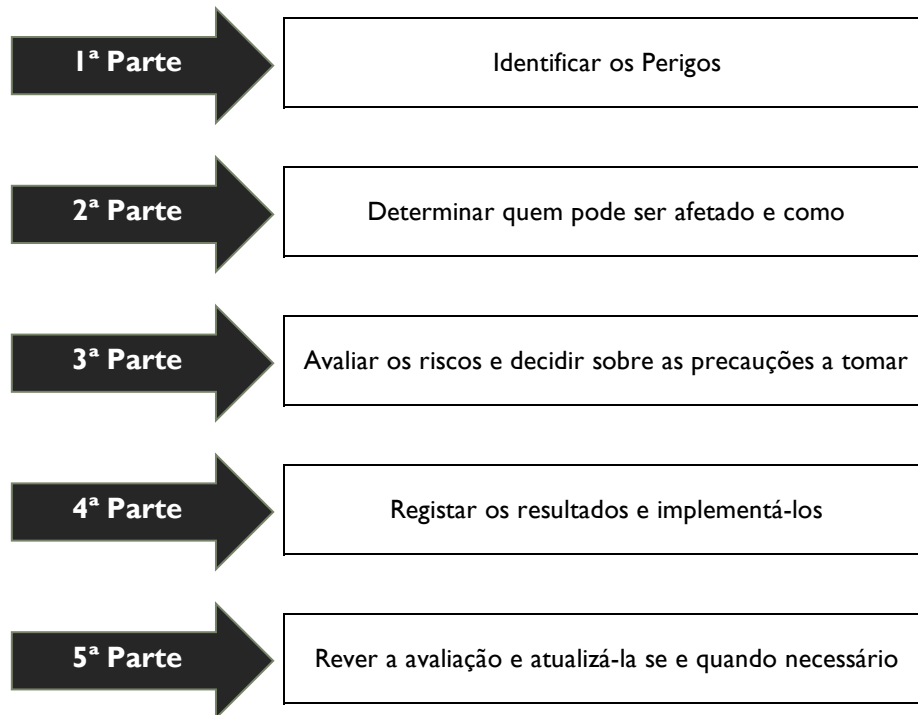 1ª Parte
Identificar os Perigos
2ª Parte
Determinar quem pode ser afetado e como
3ª Parte
Avaliar os riscos e decidir sobre as precauções a tomar
4ª Parte
Registar os resultados e implementá-los
5ª Parte
Rever a avaliação e atualizá-la se e quando necessário